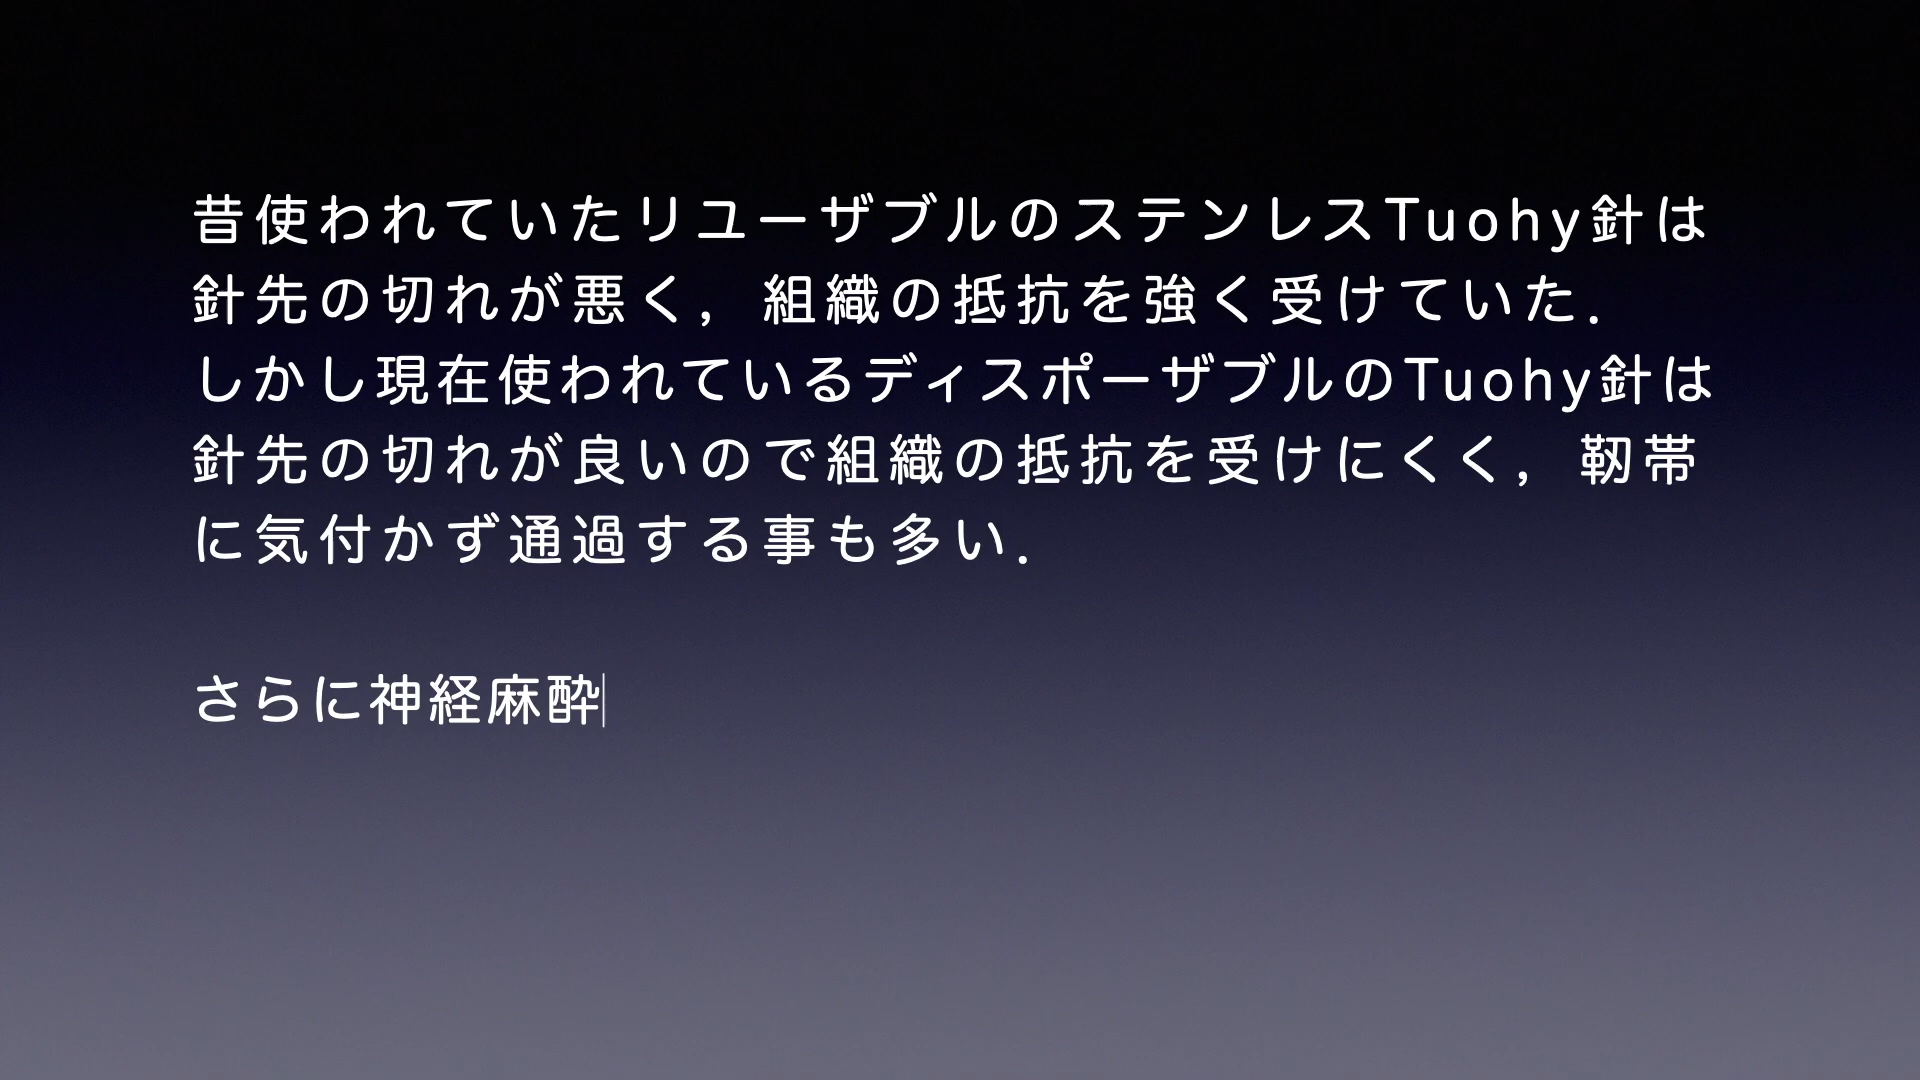 昔使われていたリユーザブルのステンレスTuohy針は
針先の切れが悪く，組織の抵抗を強く受けていた．
しかし現在使われているディスポーザブルのTuohy針は
針先の切れが良いので組織の抵抗を受けにくく，靭帯
に気付かず通過する事も多い．
さらに神経麻酔